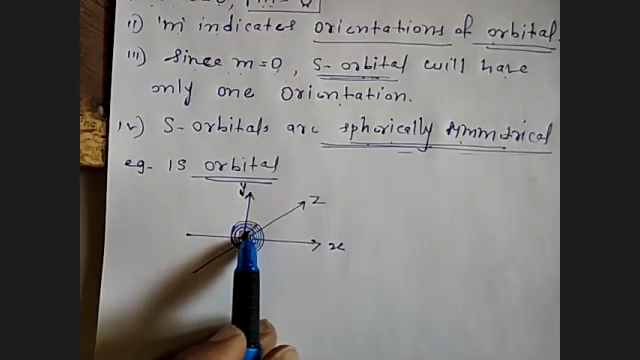 m = 0
ii) 'm' indicates orientations of orbital.
iii) Since m=0, S-orbital will have
only one orientation.
iv) S-orbitals are spherically symmetrical
eg- 1S orbital
y
z
x